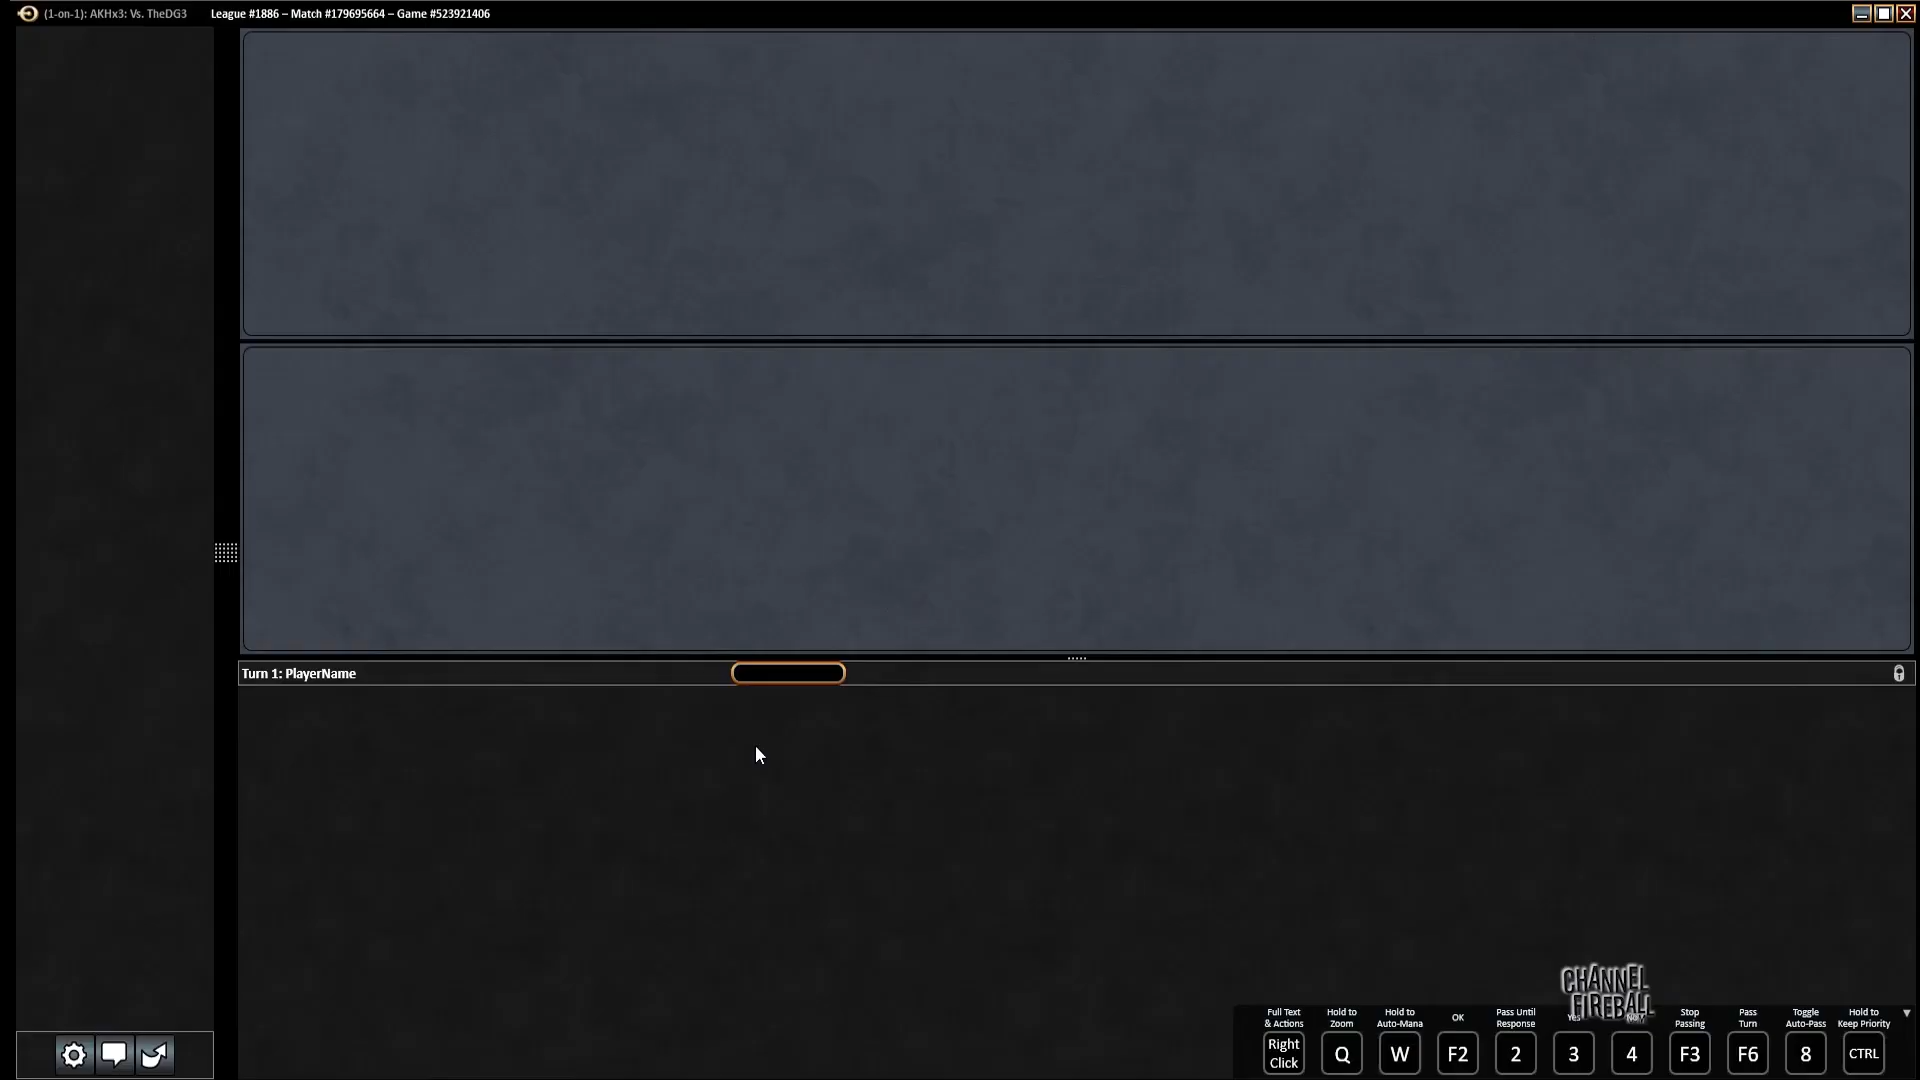 (1-on-1): AKHx3: Vs. TheDG3 League #1886 – Match #179695664 – Game #523921406
Turn 1: PlayerName
CHANNEL
FIREBALL
Full Text
& Actions
Hold to
Zoom
Hold to
Auto-Mana
OK
Pass Until
Response
Yes
No
Stop
Passing
Pass
Turn
Toggle
Auto-Pass
Hold to
Keep Priority
Right
Click
Q
W
F2
2
3
4
F3
F6
8
CTRL